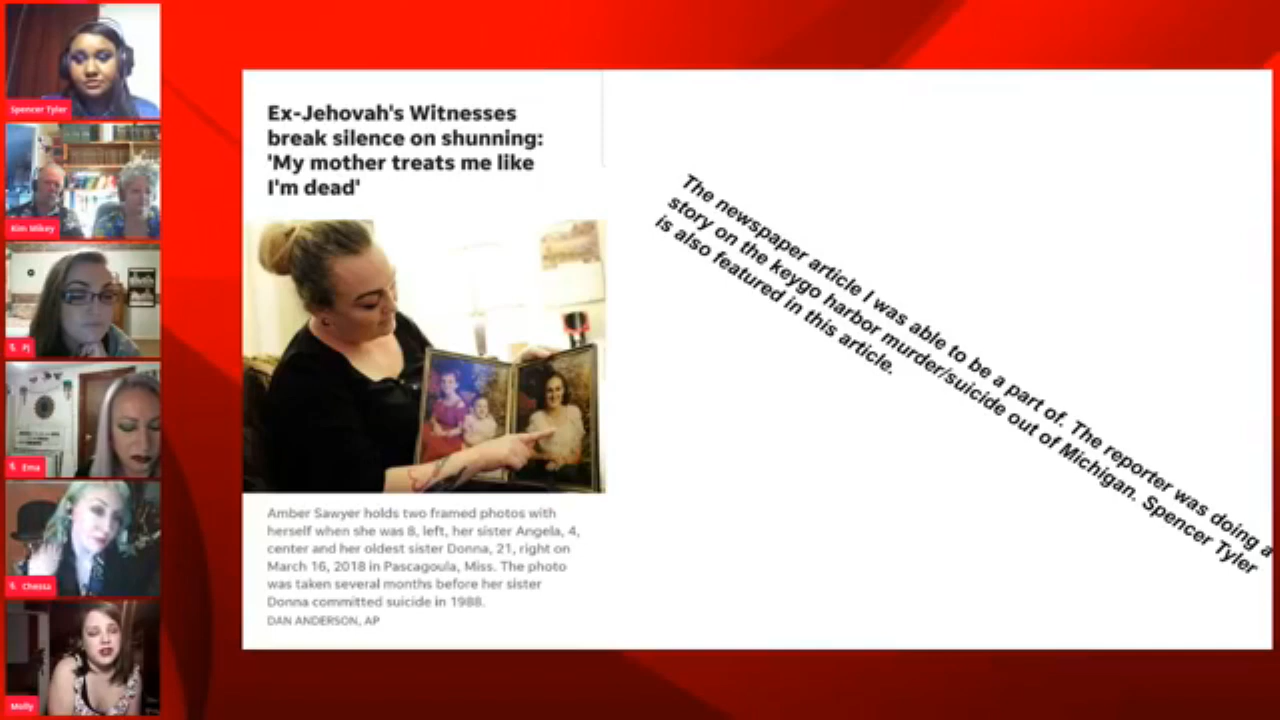 Spencer Tyler
Kim Mikey
PJ
Ema
Chessa
Molly
Ex-Jehovah's Witnesses
break silence on shunning:
'My mother treats me like
I'm dead'
Amber Sawyer holds two framed photos with
herself when she was 8, left, her sister Angela, 4,
center and her oldest sister Donna, 21, right on
March 16, 2018 in Pascagoula, Miss. The photo
was taken several months before her sister
Donna committed suicide in 1988.
DAN ANDERSON, AP
The newspaper article I was able to be a part of. The reporter was doing a
story on the keygo harbor murder/suicide out of Michigan. Spencer Tyler
is also featured in this article.